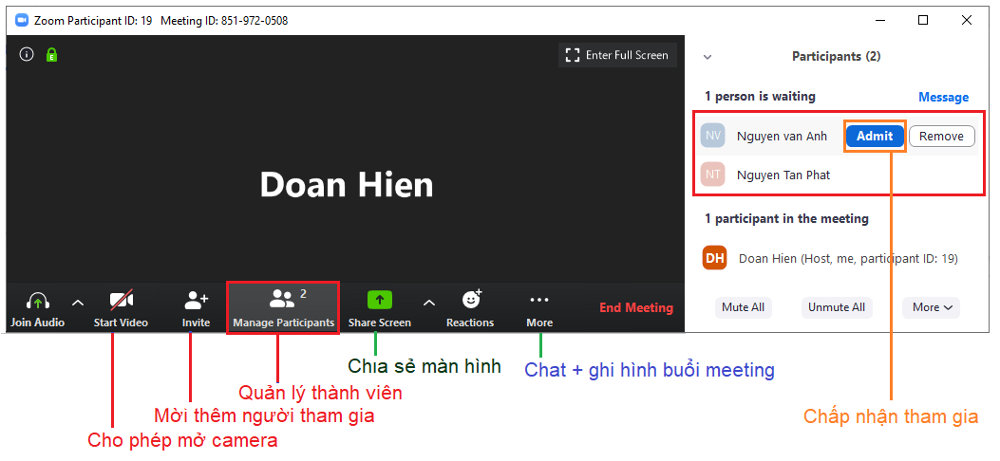 Zoom Participant ID: 19 Meeting ID: 851-972-0508
Enter Full Screen
Participants (2)
1 person is waiting
Message
NV
Nguyen van Anh
Admit
Remove
NT
Nguyen Tan Phat
Doan Hien
1 participant in the meeting
DH
Doan Hien (Host, me, participant ID: 19)
Join Audio
Start Video
Invite
2
Manage Participants
Share Screen
Reactions
More
End Meeting
Mute All
Unmute All
More
Chia sẻ màn hình
Chat + ghi hình buổi meeting
Quản lý thành viên
Mời thêm người tham gia
Chấp nhận tham gia
Cho phép mở camera